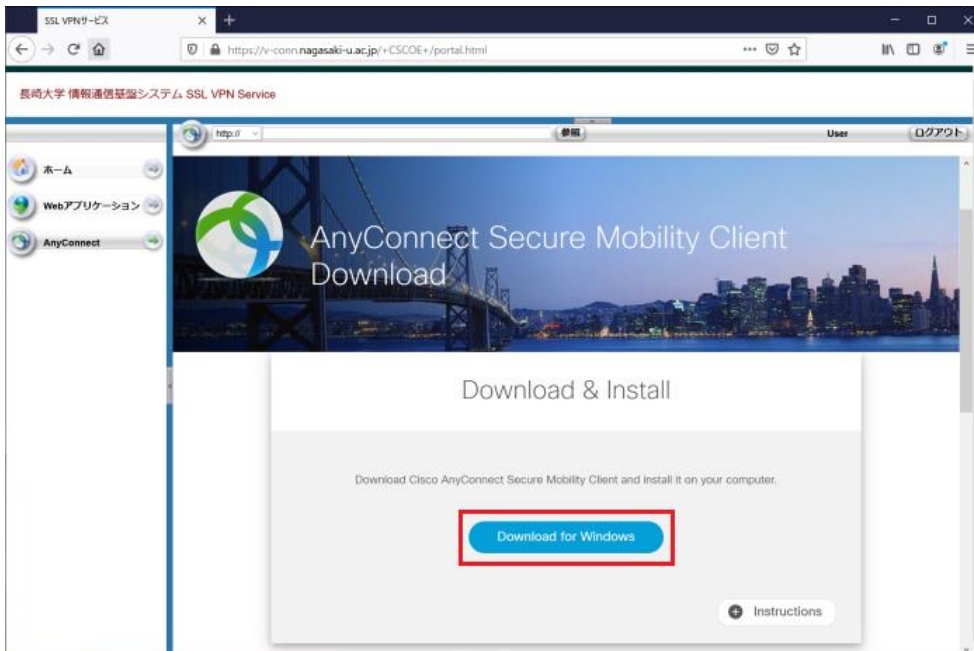 SSL VPNサービス
https://v-conn.nagasaki-u.ac.jp/+CSCOE+/portal.html
長崎大学 情報通信基盤システム SSL VPN Service
http://
参照
User
ログアウト
ホーム
Webアプリケーション
AnyConnect
AnyConnect Secure Mobility Client
Download
Download & Install
Download Cisco AnyConnect Secure Mobility Client and install it on your computer.
Download for Windows
Instructions